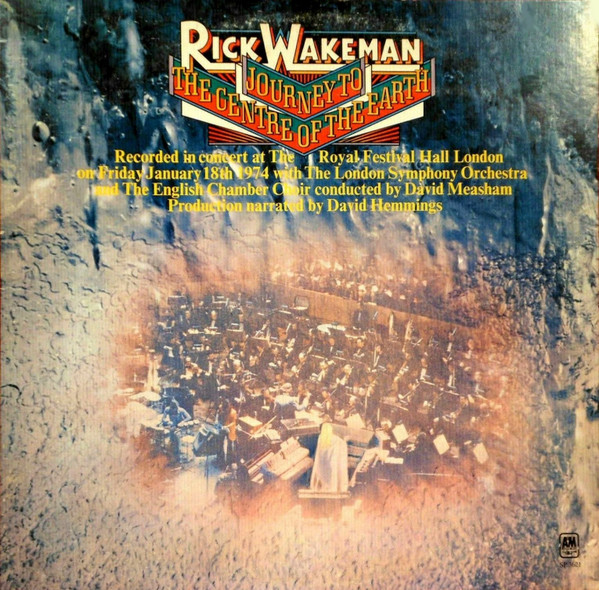 RICK WAKEMAN
JOURNEY TO
THE CENTRE OF THE EARTH
Recorded in concert at The Royal Festival Hall London
on Friday January 18th 1974 with The London Symphony Orchestra
and The English Chamber Choir conducted by David Measham
Production narrated by David Hemmings
A&M